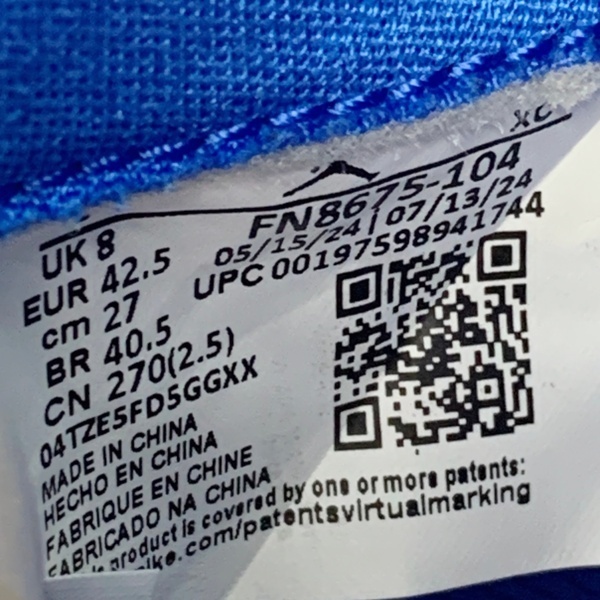 XC
FN8675-104
05/15/24 | 07/13/24
UPC 00197598941744
UK 8
EUR 42.5
cm 27
BR 40.5
CN 270(2.5)
04TZE5FD5GGXX
MADE IN CHINA
HECHO EN CHINA
FABRIQUE EN CHINE
FABRICADO NA CHINA
product is covered by one or more patents:
ike.com/patentsvirtualmarking